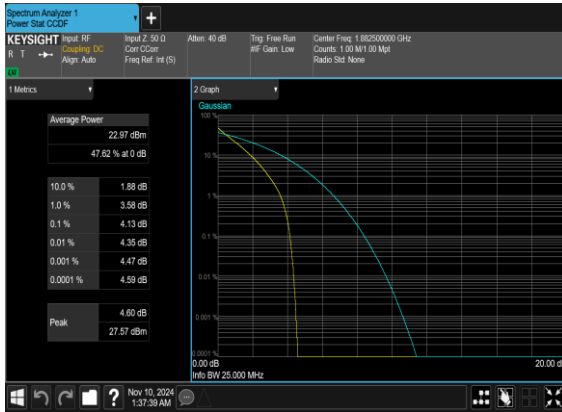 Spectrum Analyzer 1
Power Stat CCDF
+
KEYSIGHT
R T
LXI
Input: RF
Coupling: DC
Align: Auto
Input Z: 50 Ω
Corr CCorr
Freq Ref: Int (S)
Atten: 40 dB
Trig: Free Run
#IF Gain: Low
Center Freq: 1.882500000 GHz
Counts: 1.00 M/1.00 Mpt
Radio Std: None
1 Metrics
Average Power
22.97 dBm
47.62 % at 0 dB
10.0 % 1.88 dB
1.0 % 3.58 dB
0.1 % 4.13 dB
0.01 % 4.35 dB
0.001 % 4.47 dB
0.0001 % 4.59 dB
Peak
4.60 dB
27.57 dBm
2 Graph
Gaussian
100 %
10 %
1 %
0.1 %
0.01 %
0.001 %
0.0001 %
0.00 dB
20.00 dB
Info BW 25.000 MHz
?
Nov 10, 2024
1:37:39 AM